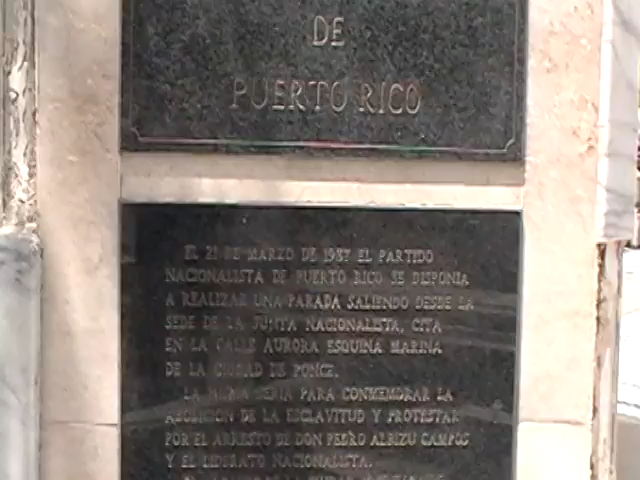 DE
PUERTO RICO
EL 21 DE MARZO DE 1937 EL PARTIDO
NACIONALISTA DE PUERTO RICO SE DISPONIA
A REALIZAR UNA PARADA SALIENDO DESDE LA
SEDE DE LA JUNTA NACIONALISTA, CITA
EN LA CALLE AURORA ESQUINA MARINA
DE LA CIUDAD DE PONCE.
LA MISMA SERIA PARA CONMEMORAR LA
ABOLICION DE LA ESCLAVITUD Y PROTESTAR
POR EL ARRESTO DE DON PEDRO ALBIZU CAMPOS
Y EL LIDERATO NACIONALISTA.